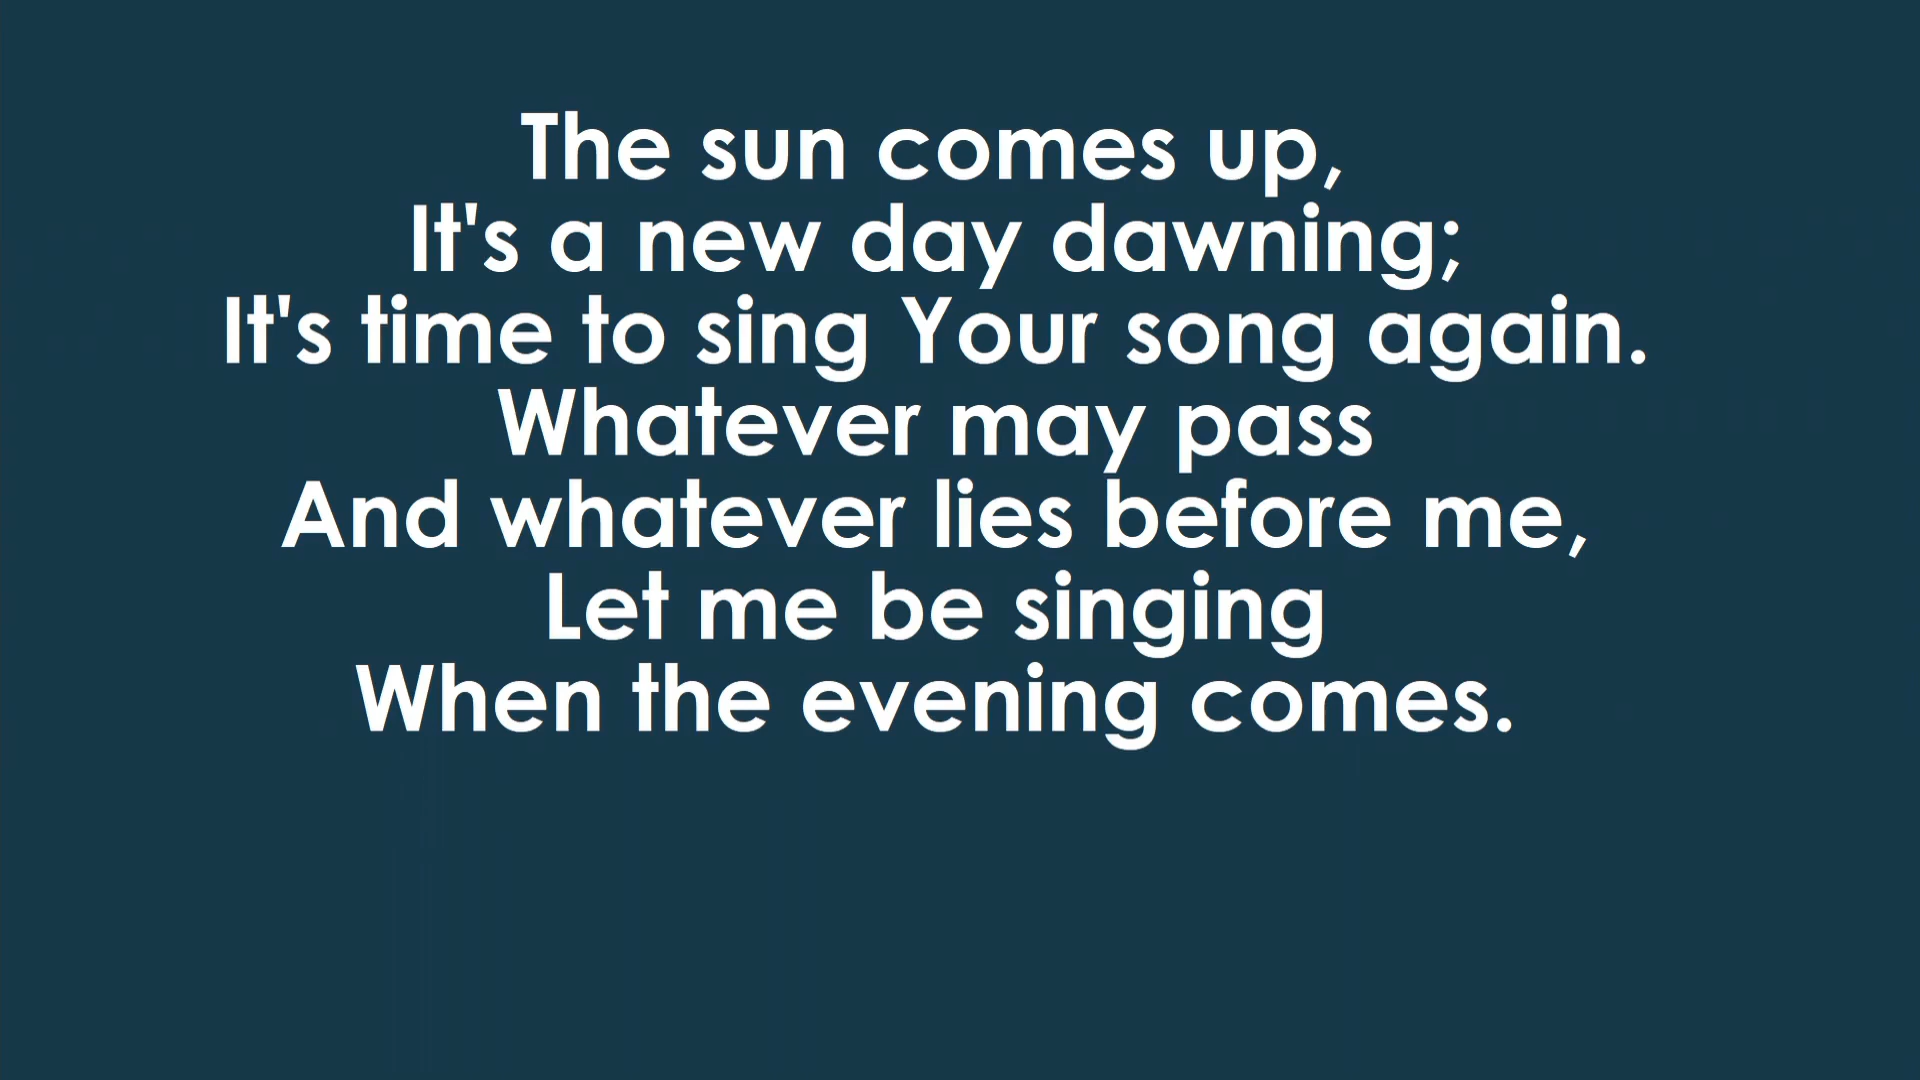 The sun comes up,
It's a new day dawning;
It's time to sing Your song again.
Whatever may pass
And whatever lies before me,
Let me be singing
When the evening comes.